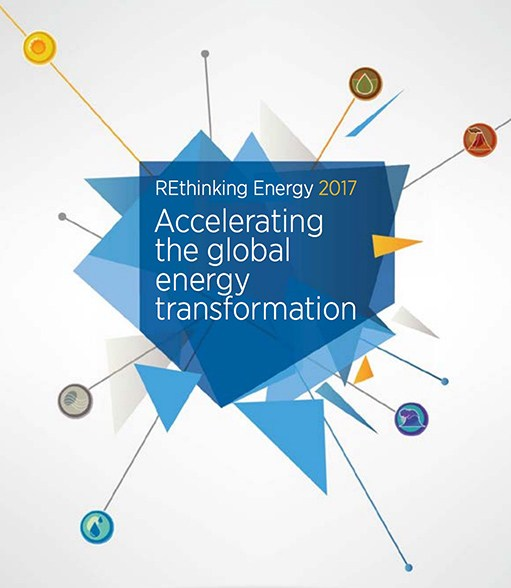 REthinking Energy 2017
Accelerating
the global
energy
transformation